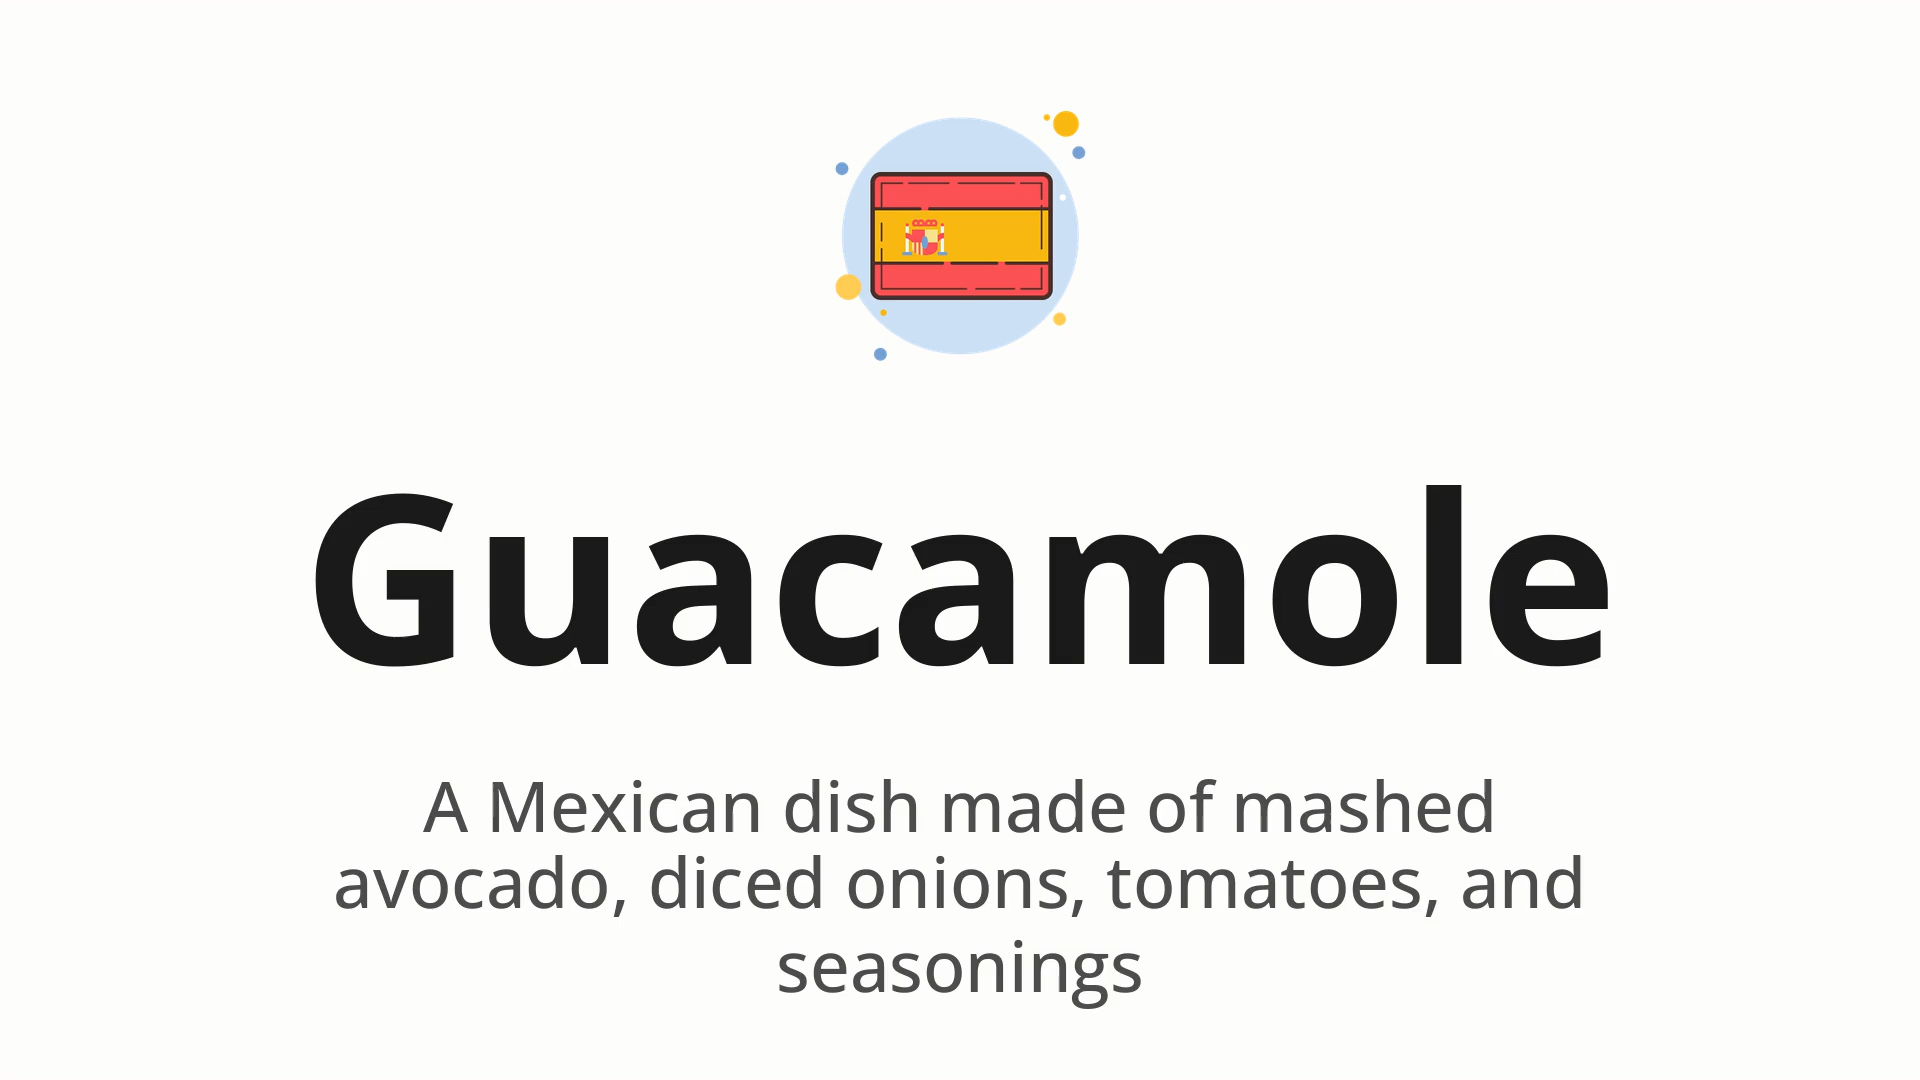 Guacamole
A Mexican dish made of mashed
avocado, diced onions, tomatoes, and
seasonings